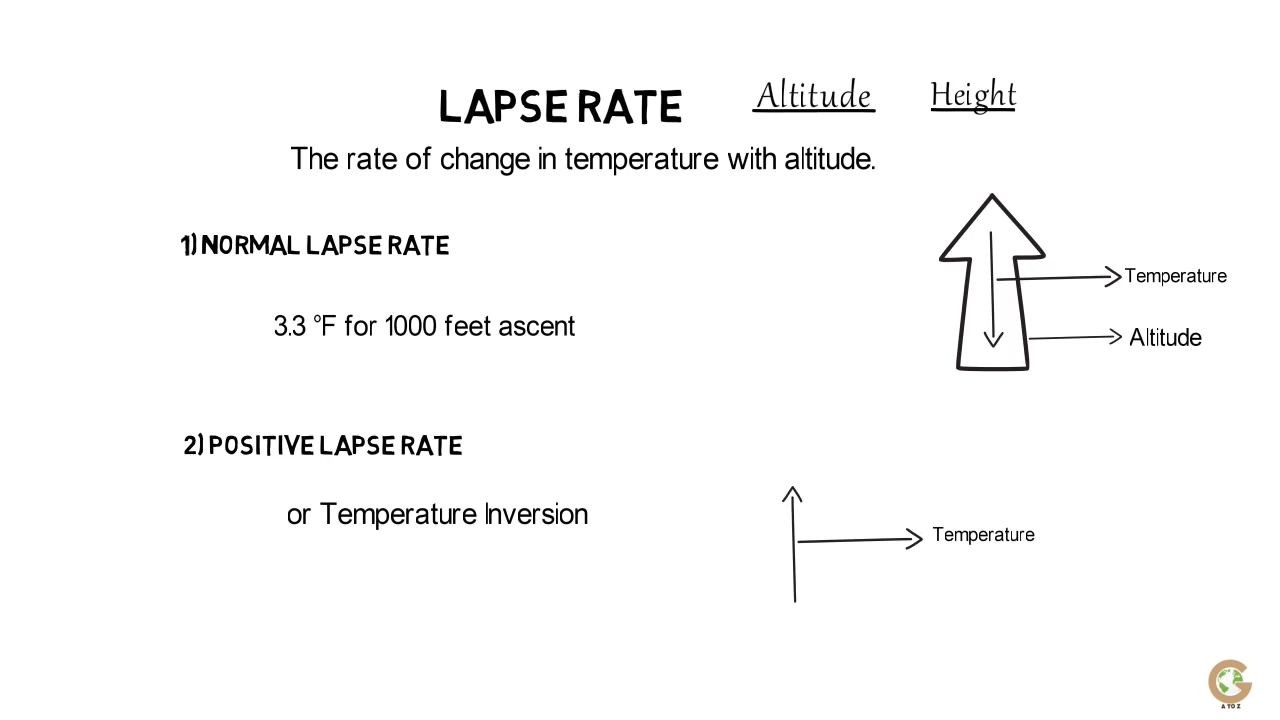 LAPSE RATE
Altitude
Height
The rate of change in temperature with altitude.
1) NORMAL LAPSE RATE
3.3 °F for 1000 feet ascent
Temperature
Altitude
2) POSITIVE LAPSE RATE
or Temperature Inversion
Temperature
G
A TO Z